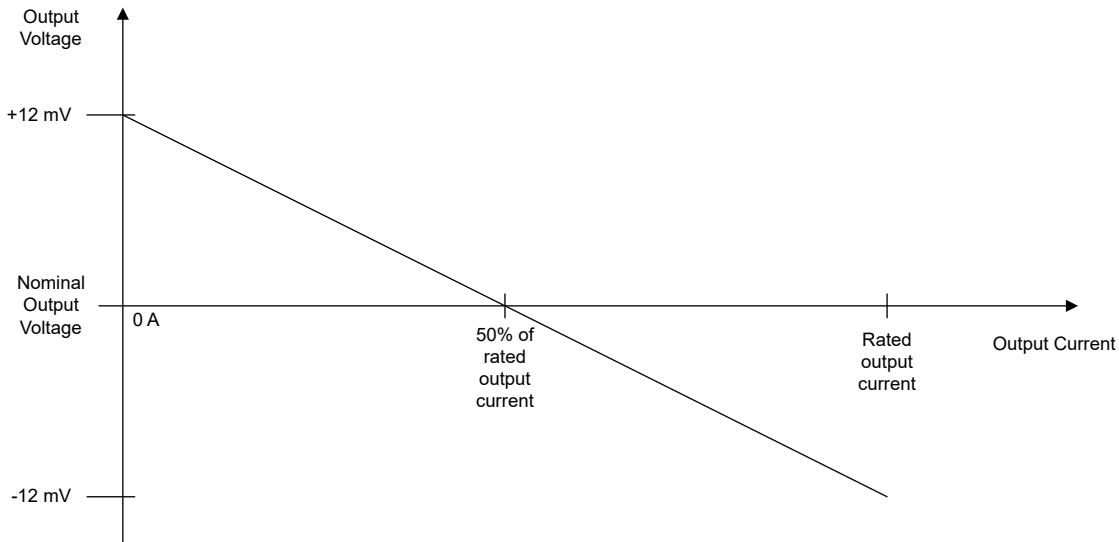 Output
Voltage
+12 mV
Nominal
Output
Voltage
0 A
50% of
rated
output
current
Rated
output
current
Output Current
-12 mV